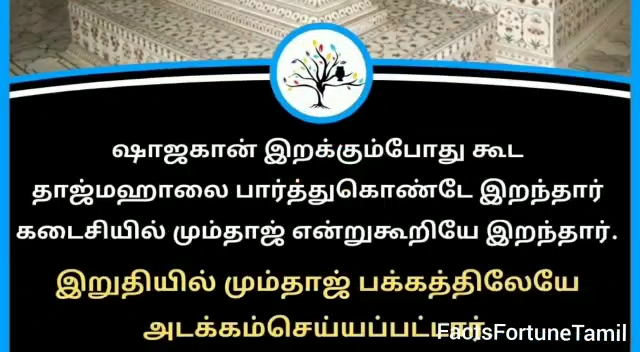 ஷாஜகான் இறக்கும்போது கூட
தாஜ்மஹாலை பார்த்துகொண்டே இறந்தார்
கடைசியில் மும்தாஜ் என்றுகூறியே இறந்தார்.
இறுதியில் மும்தாஜ் பக்கத்திலேயே
அடக்கம்செய்யப்பட்டார்
FactsFortuneTamil